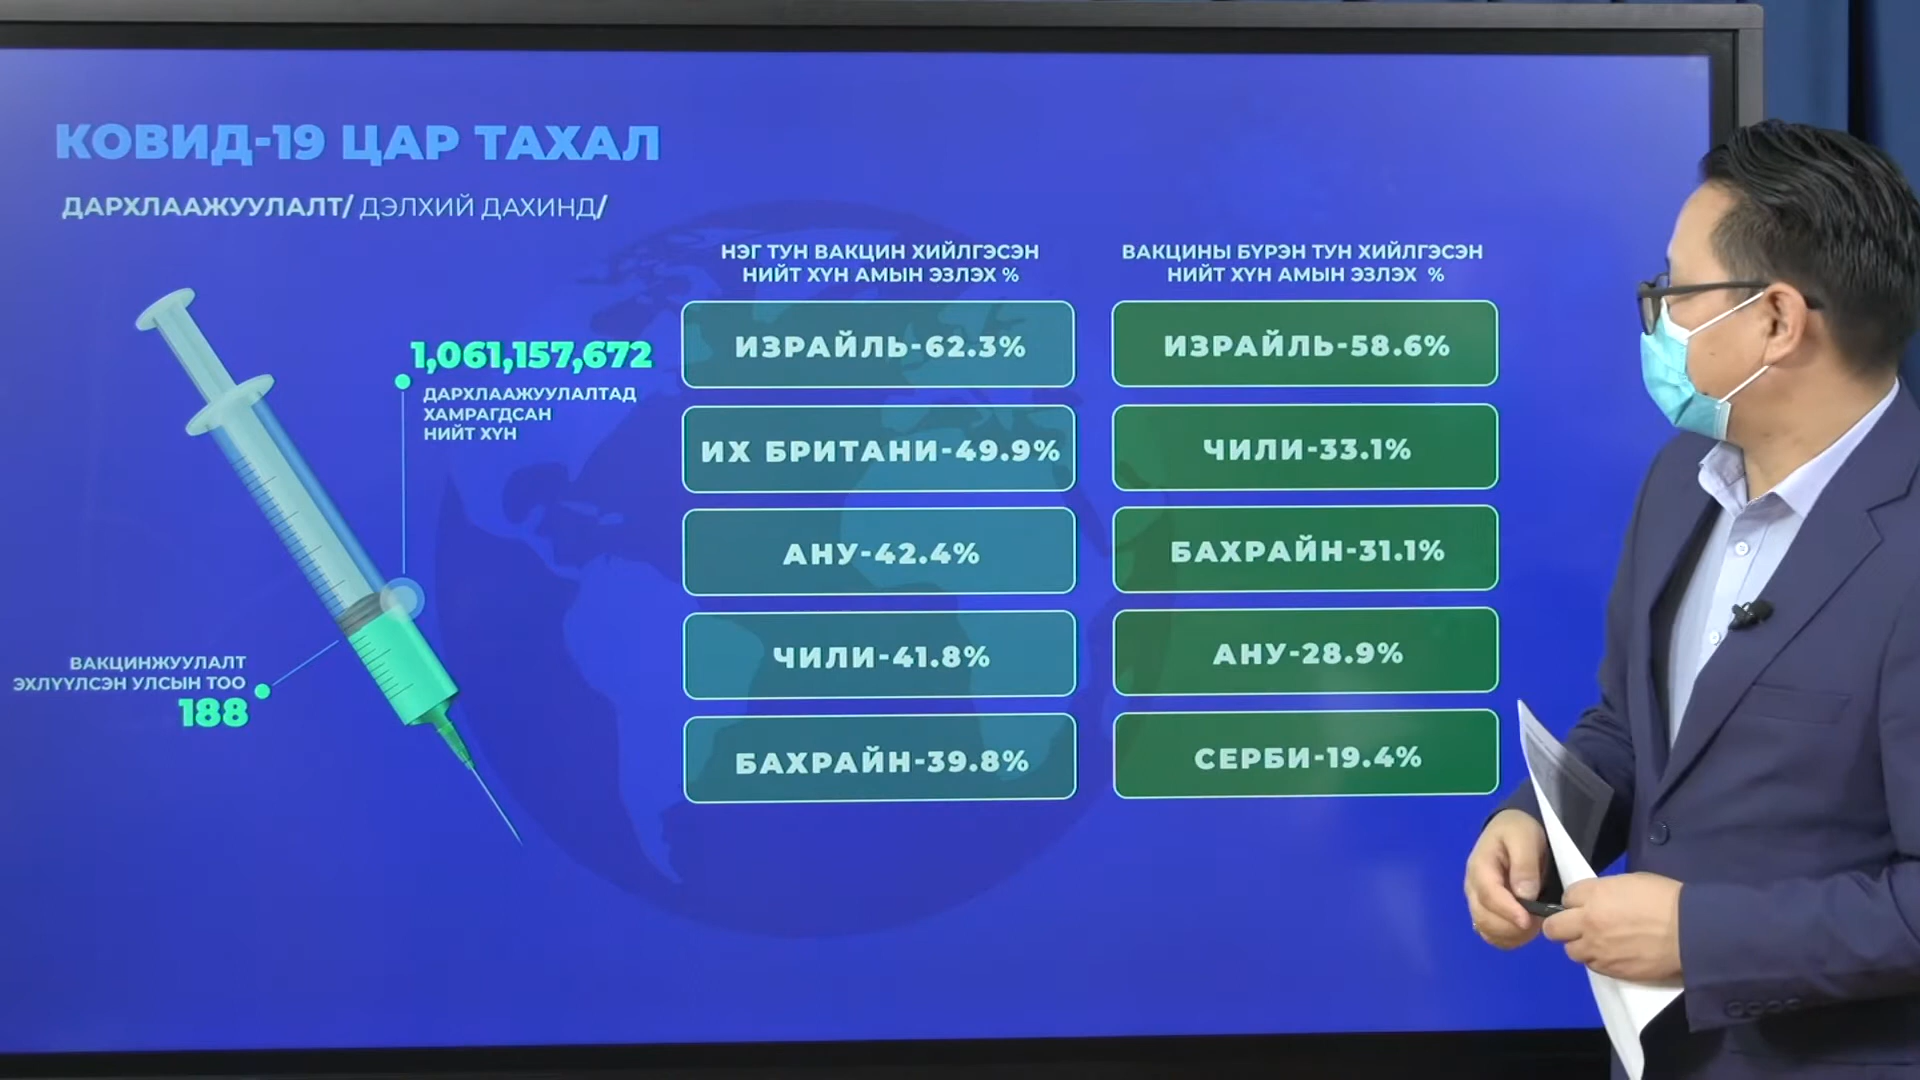 КОВИД-19 ЦАР ТАХАЛ
ДАРХЛААЖУУЛАЛТ/ ДЭЛХИЙ ДАХИНД/
1,061,157,672
ДАРХЛААЖУУЛАЛТАД
ХАМРАГДСАН
НИЙТ ХҮН
ВАКЦИНЖУУЛАЛТ
ЭХЛҮҮЛСЭН УЛСЫН ТОО
188
НЭГ ТУН ВАКЦИН ХИЙЛГЭСЭН
НИЙТ ХҮН АМЫН ЭЗЛЭХ %
ИЗРАЙЛЬ-62.3%
ИХ БРИТАНИ-49.9%
АНУ-42.4%
ЧИЛИ-41.8%
БАХРАЙН-39.8%
ВАКЦИНЫ БҮРЭН ТУН ХИЙЛГЭСЭН
НИЙТ ХҮН АМЫН ЭЗЛЭХ %
ИЗРАЙЛЬ-58.6%
ЧИЛИ-33.1%
БАХРАЙН-31.1%
АНУ-28.9%
СЕРБИ-19.4%